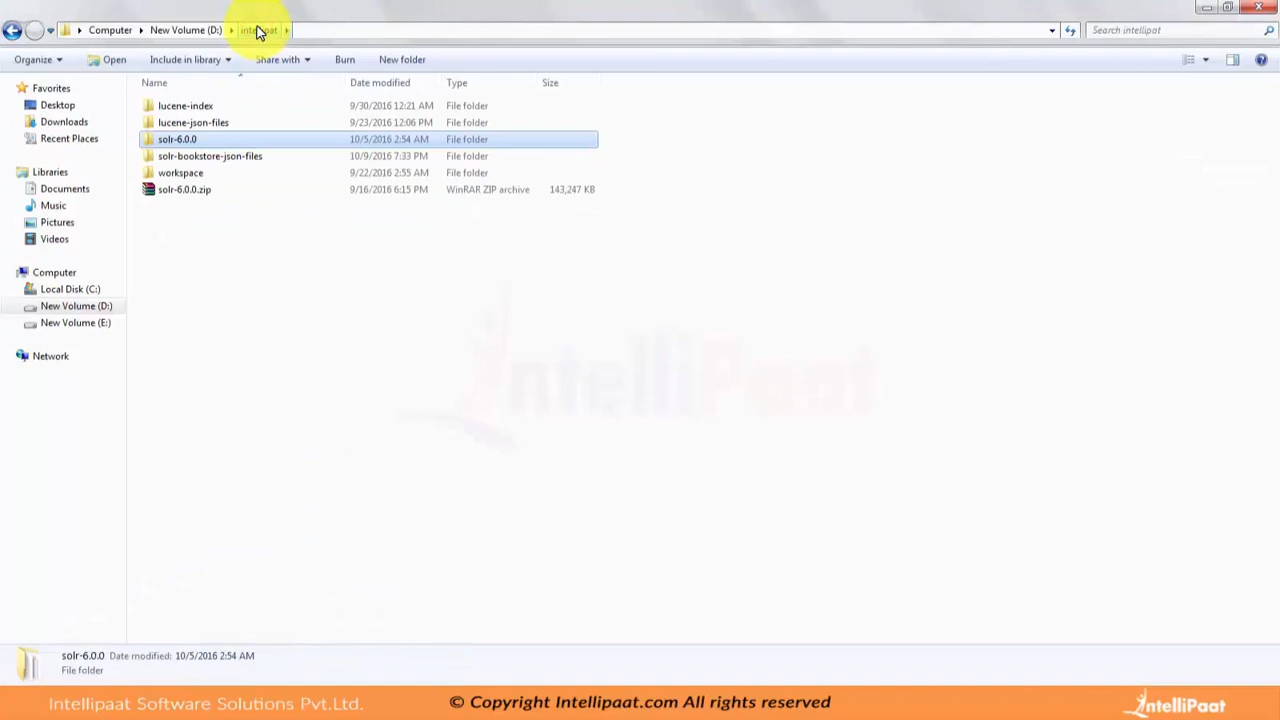 Computer New Volume (D:) intellipat Search intellipat
Organize Open Include in library Share with Burn New folder
Name Date modified Type Size
Favorites
Desktop
Downloads
Recent Places
Libraries
Documents
Music
Pictures
Videos
Computer
Local Disk (C:)
New Volume (D:)
New Volume (E:)
Network
lucene-index 9/30/2016 12:21 AM File folder
lucene-json-files 9/23/2016 12:06 PM File folder
solr-6.0.0 10/5/2016 2:54 AM File folder
solr-bookstore-json-files 10/9/2016 7:33 PM File folder
workspace 9/22/2016 2:55 AM File folder
solr-6.0.0.zip 9/16/2016 6:15 PM WinRAR ZIP archive 143,247 KB
IntelliPaat
solr-6.0.0 Date modified: 10/5/2016 2:54 AM
File folder
Intellipaat Software Solutions Pvt.Ltd. © Copyright Intellipaat.com All rights reserved IntelliPaat